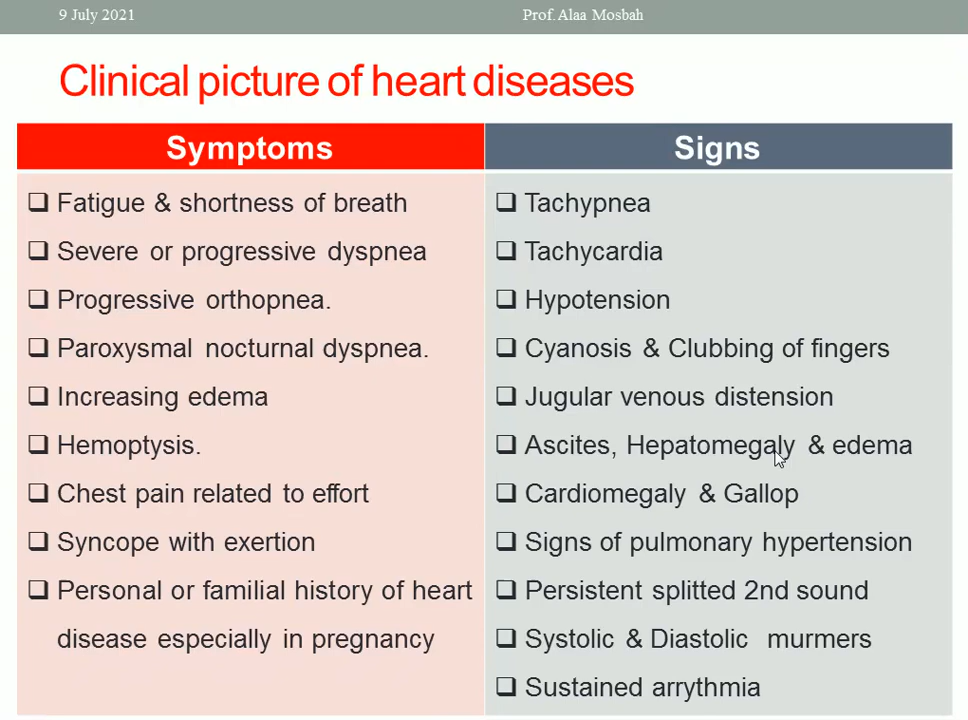 9 July 2021
Prof. Alaa Mosbah
Clinical picture of heart diseases
Symptoms
Fatigue & shortness of breath
Severe or progressive dyspnea
Progressive orthopnea.
Paroxysmal nocturnal dyspnea.
Increasing edema
Hemoptysis.
Chest pain related to effort
Syncope with exertion
Personal or familial history of heart
disease especially in pregnancy
Signs
Tachypnea
Tachycardia
Hypotension
Cyanosis & Clubbing of fingers
Jugular venous distension
Ascites, Hepatomegaly & edema
Cardiomegaly & Gallop
Signs of pulmonary hypertension
Persistent splitted 2nd sound
Systolic & Diastolic murmers
Sustained arrythmia